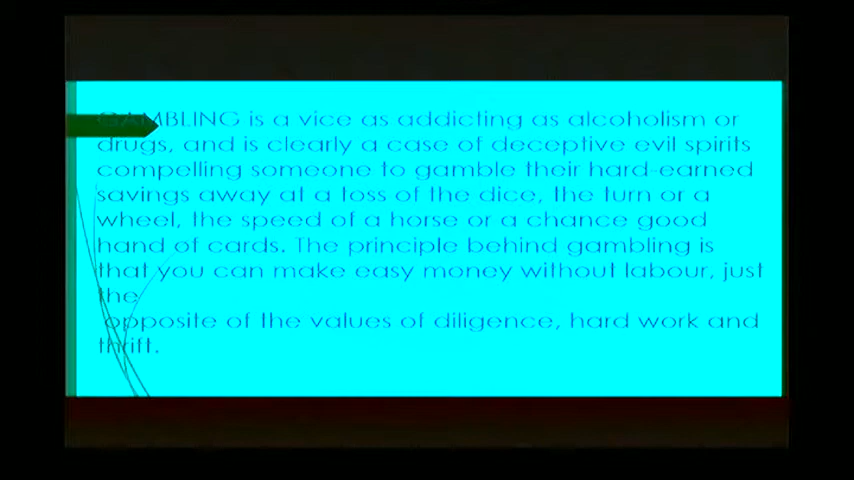 GAMBLING is a vice as addicting as alcoholism or
drugs, and is clearly a case of deceptive evil spirits
compelling someone to gamble their hard-earned
savings away at a toss of the dice, the turn or a
wheel, the speed of a horse or a chance good
hand of cards. The principle behind gambling is
that you can make easy money without labour, just
the
opposite of the values of diligence, hard work and
thrift.